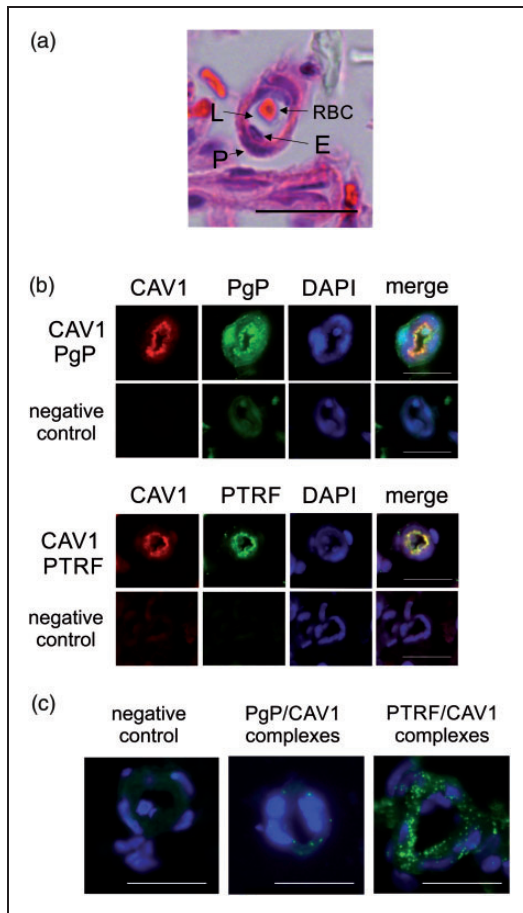 (a)
L
RBC
E
P
(b)
CAV1 PgP DAPI merge
CAV1
PgP
negative
control
CAV1 PTRF DAPI merge
CAV1
PTRF
negative
control
(c)
negative
control
PgP/CAV1
complexes
PTRF/CAV1
complexes